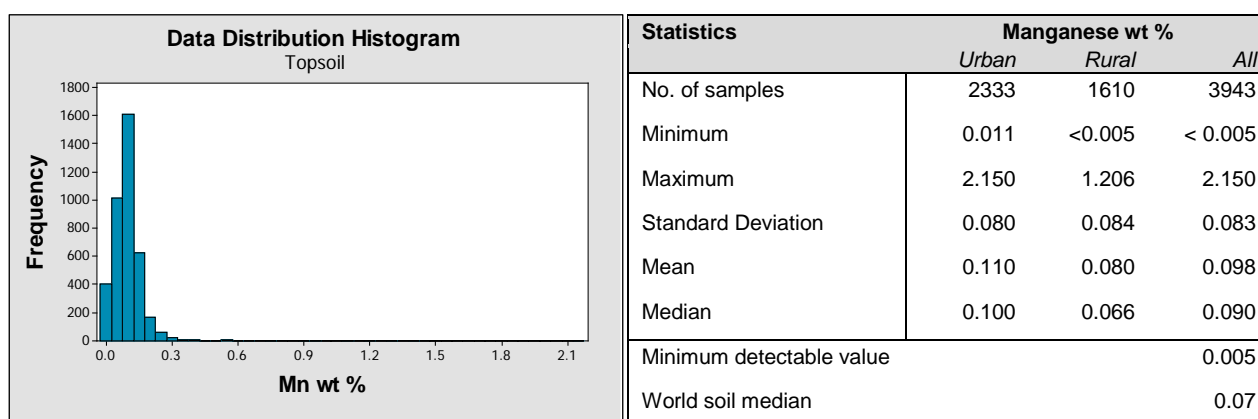 Data Distribution Histogram
Topsoil
1800
1600
1400
1200
1000
800
600
400
200
0
Frequency
0.0 0.3 0.6 0.9 1.2 1.5 1.8 2.1
Mn wt %
Statistics Manganese wt %
Urban Rural All
No. of samples 2333 1610 3943
Minimum 0.011 <0.005 < 0.005
Maximum 2.150 1.206 2.150
Standard Deviation 0.080 0.084 0.083
Mean 0.110 0.080 0.098
Median 0.100 0.066 0.090
Minimum detectable value 0.005
World soil median 0.07